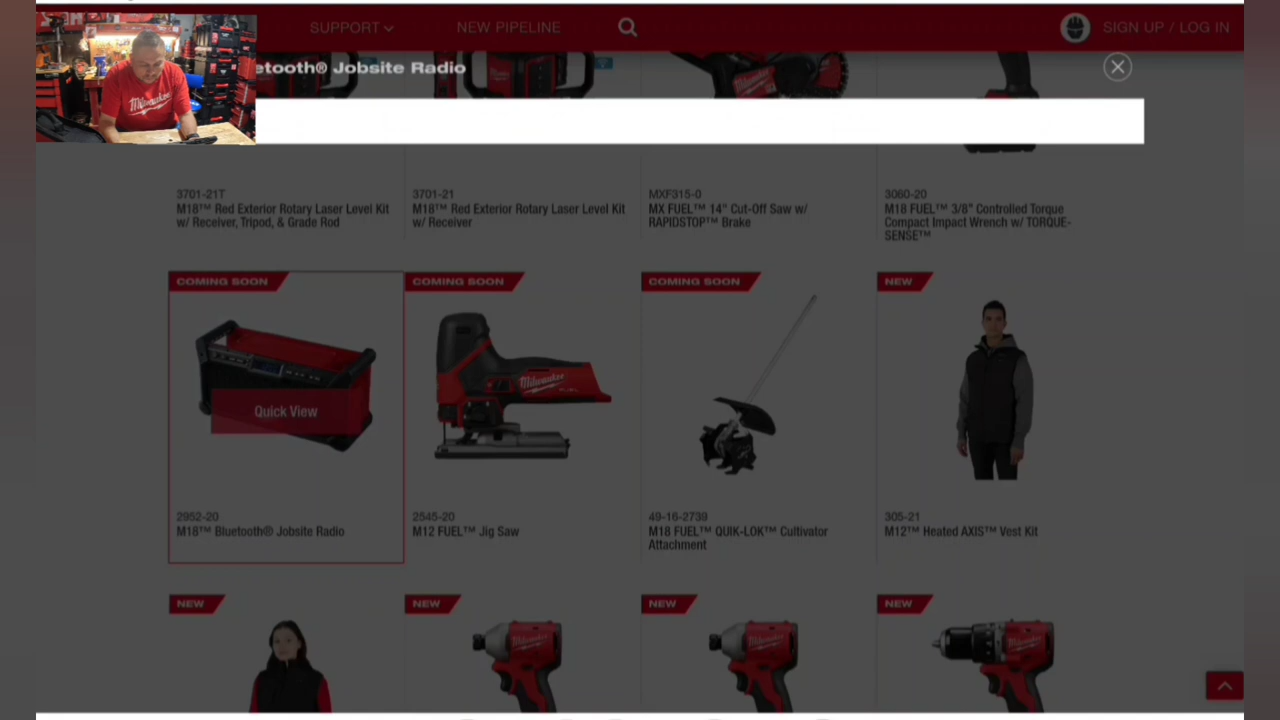 SUPPORT NEW PIPELINE SIGN UP / LOG IN
etooth® Jobsite Radio
Milwaukee
3701-21T
M18™ Red Exterior Rotary Laser Level Kit
w/ Receiver, Tripod, & Grade Rod
3701-21
M18™ Red Exterior Rotary Laser Level Kit
w/ Receiver
MXF315-0
MX FUEL™ 14" Cut-Off Saw w/
RAPIDSTOP™ Brake
3060-20
M18 FUEL™ 3/8" Controlled Torque
Compact Impact Wrench w/ TORQUE-
SENSE™
COMING SOON
Quick View
2952-20
M18™ Bluetooth® Jobsite Radio
COMING SOON
Milwaukee
2545-20
M12 FUEL™ Jig Saw
COMING SOON
49-16-2739
M18 FUEL™ QUIK-LOK™ Cultivator
Attachment
NEW
305-21
M12™ Heated AXIS™ Vest Kit
NEW
NEW
Milwaukee
NEW
Milwaukee
NEW
Milwaukee